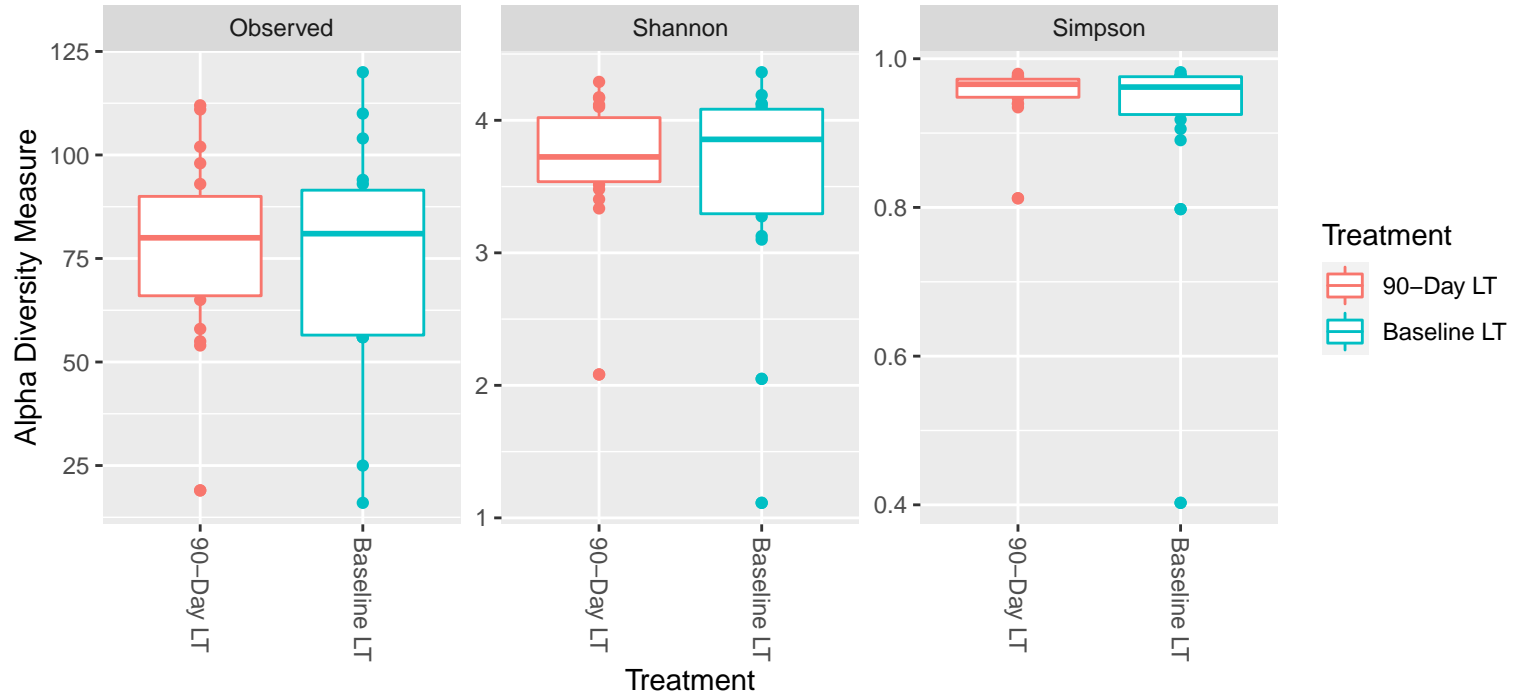 Observed
Shannon
Simpson
Alpha Diversity Measure
125
100
75
50
25
4
3
2
1
1.0
0.8
0.6
0.4
90−Day LT
Baseline LT
90−Day LT
Baseline LT
90−Day LT
Baseline LT
Treatment
Treatment
90−Day LT
Baseline LT